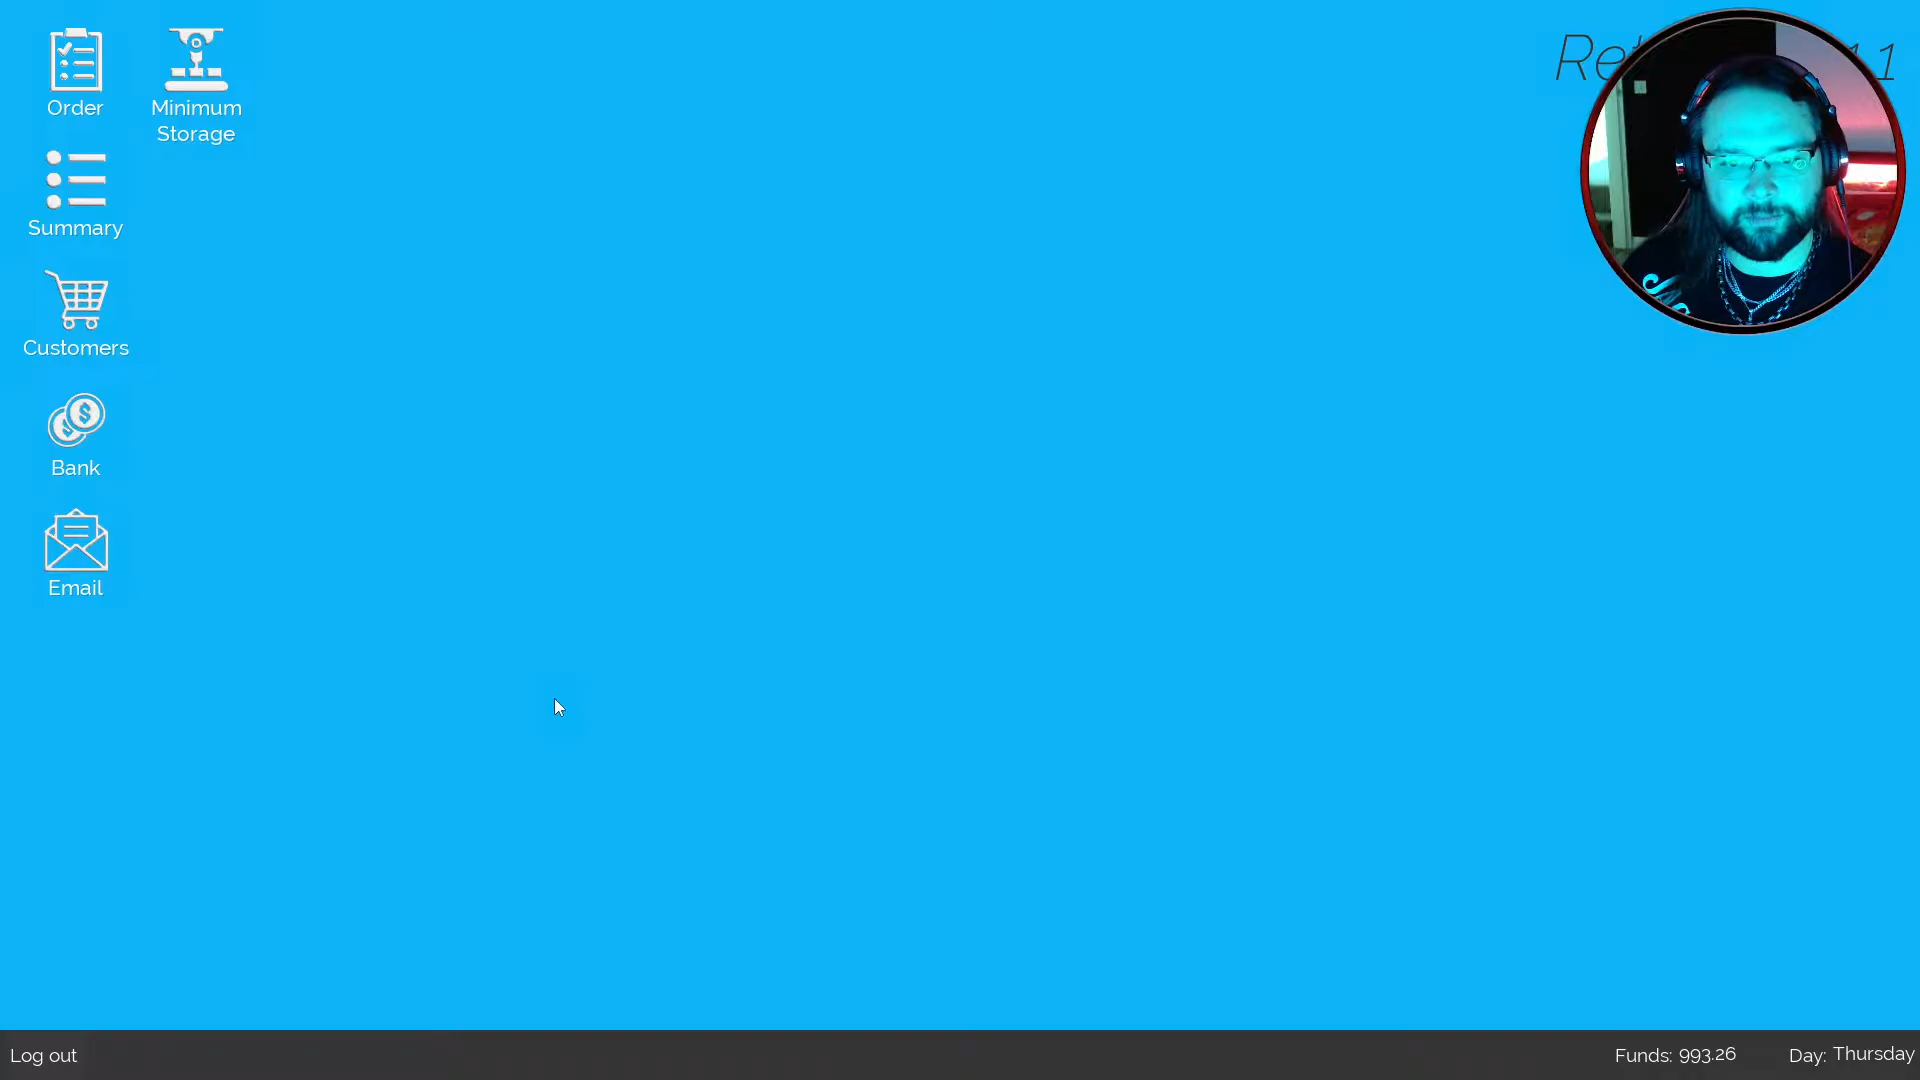 Order
Minimum
Storage
Summary
Customers
Bank
Email
Log out
Funds: 993.26
Day: Thursday